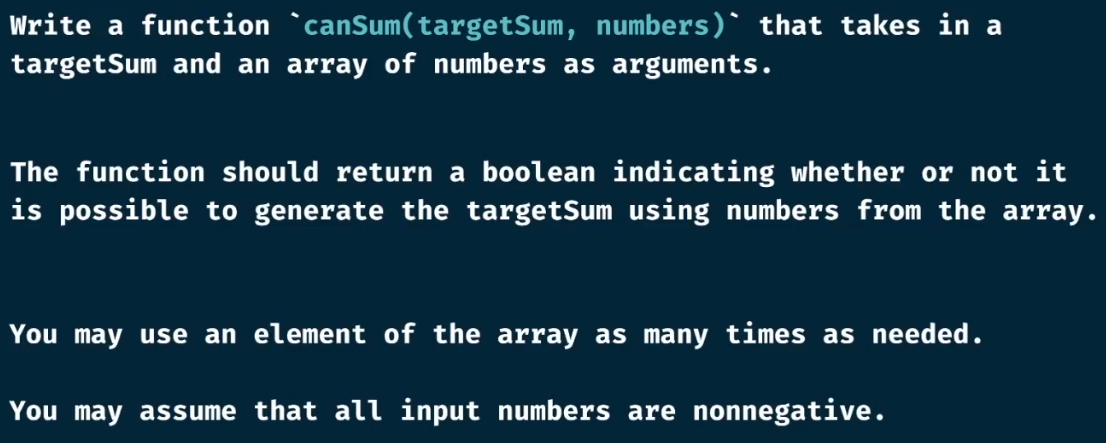 Write a function `canSum(targetSum, numbers)` that takes in a
targetSum and an array of numbers as arguments.
The function should return a boolean indicating whether or not it
is possible to generate the targetSum using numbers from the array.
You may use an element of the array as many times as needed.
You may assume that all input numbers are nonnegative.